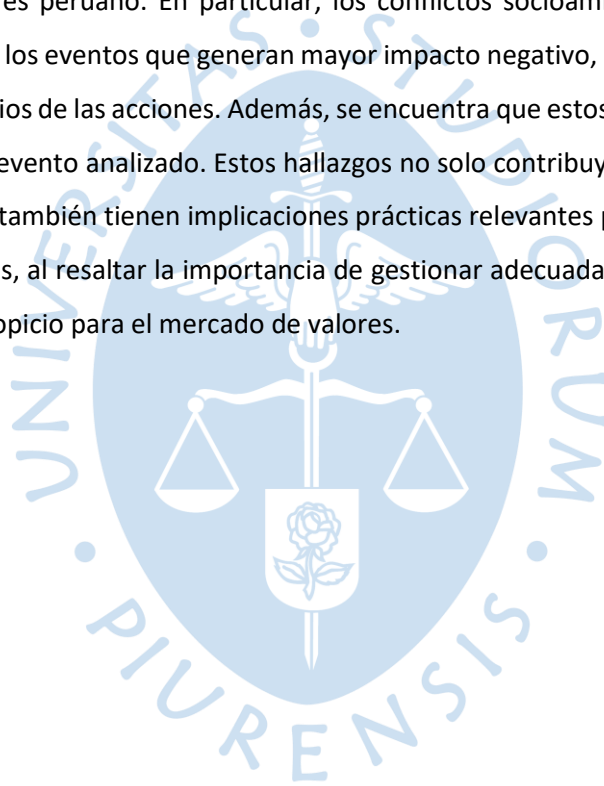 es peruano. En particular, los conflictos socioam
los eventos que generan mayor impacto negativo,
ios de las acciones. Además, se encuentra que estos
evento analizado. Estos hallazgos no solo contribuy
también tienen implicaciones prácticas relevantes p
s, al resaltar la importancia de gestionar adecuada
opicio para el mercado de valores.
UNIVERSITAS • STUDIORUM • PIURENSIS •